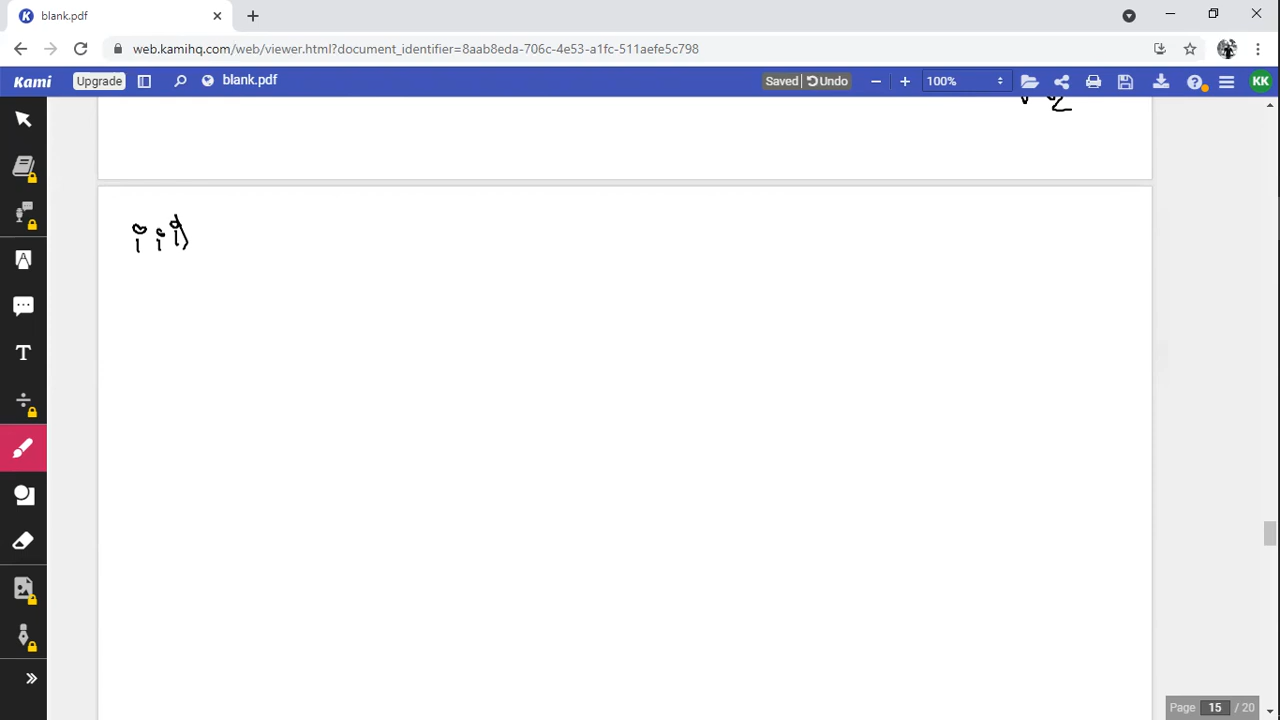 blank.pdf
web.kamihq.com/web/viewer.html?document_identifier=8aab8eda-706c-4e53-a1fc-511aefe5c798
Kami Upgrade blank.pdf Saved Undo 100% KK
iii)
Page 15 / 20